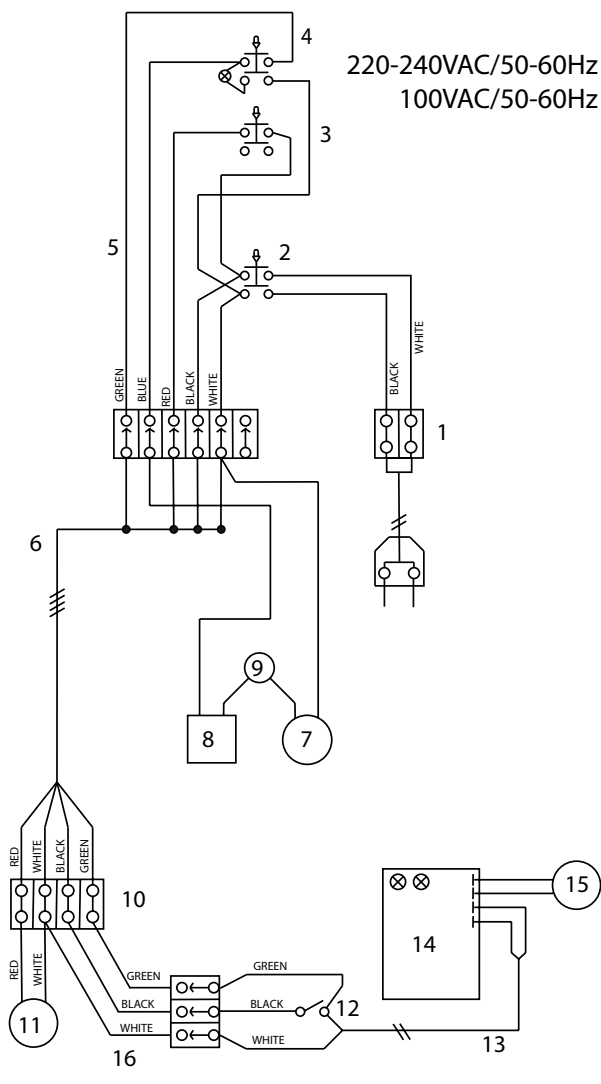 4
220-240VAC/50-60Hz
100VAC/50-60Hz
3
5
2
GREEN
BLUE
RED
BLACK
WHITE
BLACK
WHITE
1
6
9
8
7
RED
WHITE
BLACK
GREEN
10
14
15
RED
WHITE
GREEN
GREEN
BLACK
BLACK
12
11
WHITE
WHITE
13
16